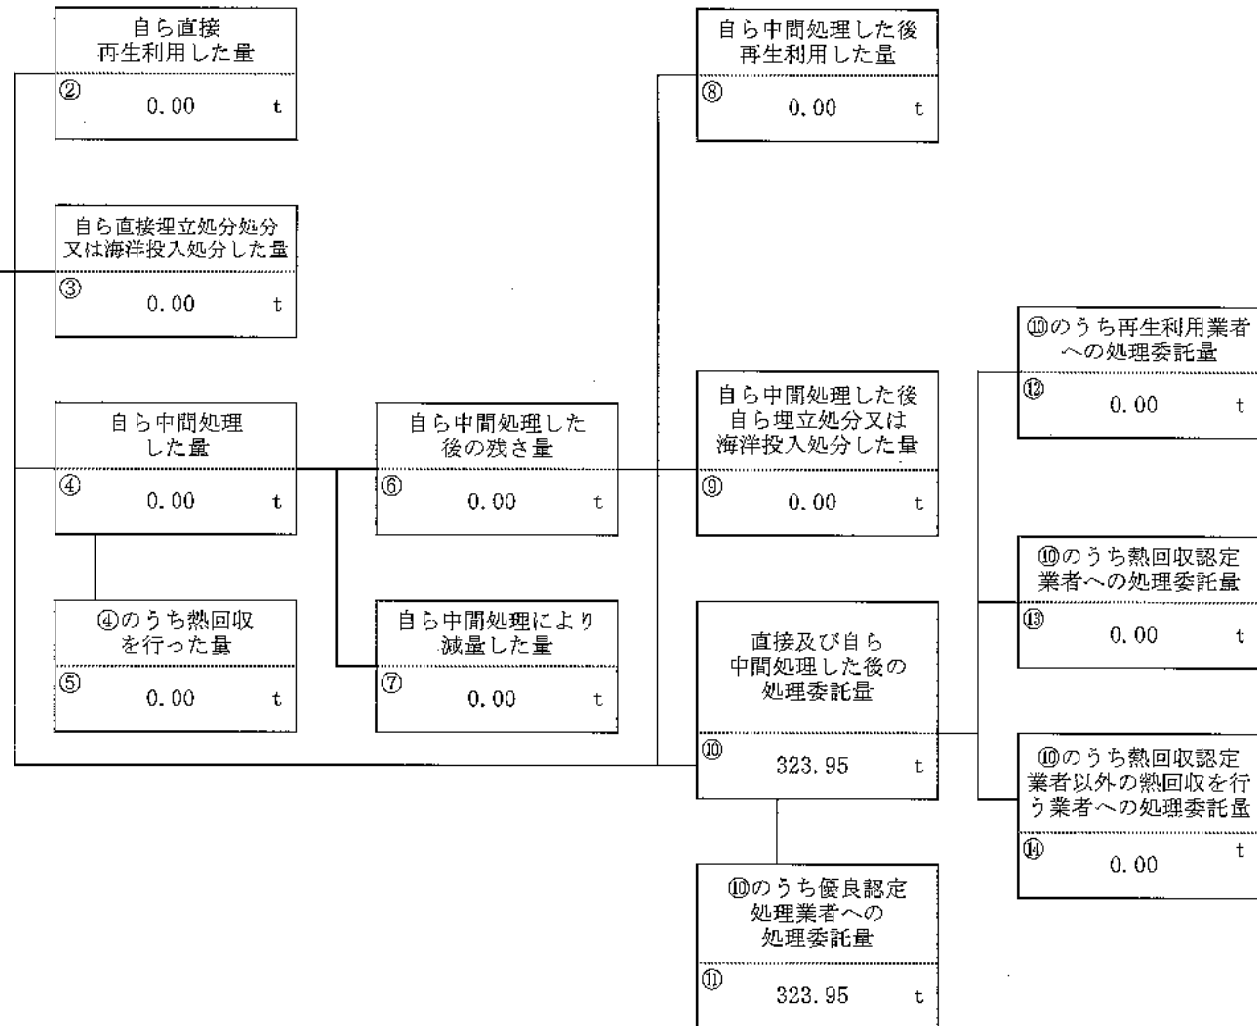 自ら直接
再生利用した量
② 0.00 t
自ら中間処理した後
再生利用した量
⑧ 0.00 t
自ら直接埋立処分処分
又は海洋投入処分した量
③ 0.00 t
⑩のうち再生利用業者
への処理委託量
⑫ 0.00 t
自ら中間処理
した量
④ 0.00 t
自ら中間処理した
後の残さ量
⑥ 0.00 t
自ら中間処理した後
自ら埋立処分又は
海洋投入処分した量
⑨ 0.00 t
⑩のうち熱回収認定
業者への処理委託量
⑬ 0.00 t
④のうち熱回収
を行った量
⑤ 0.00 t
自ら中間処理により
減量した量
⑦ 0.00 t
直接及び自ら
中間処理した後の
処理委託量
⑩ 323.95 t
⑩のうち熱回収認定
業者以外の熱回収を行
う業者への処理委託量
⑭ 0.00 t
⑩のうち優良認定
処理業者への
処理委託量
⑪ 323.95 t